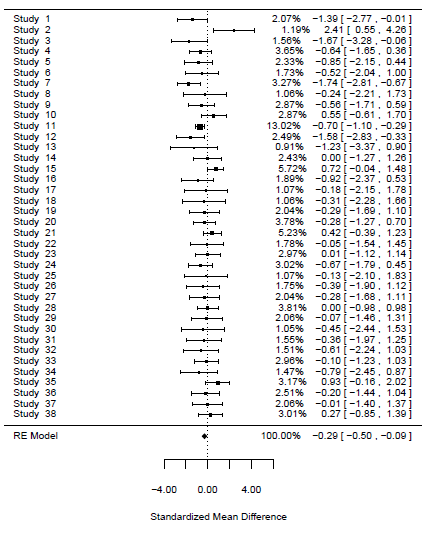 Study 1 2.07% −1.39 [ −2.77 , −0.01 ]
Study 2 1.19% 2.41 [ 0.55 , 4.26 ]
Study 3 1.56% −1.67 [ −3.28 , −0.06 ]
Study 4 3.65% −0.64 [ −1.65 , 0.36 ]
Study 5 2.33% −0.85 [ −2.15 , 0.44 ]
Study 6 1.73% −0.52 [ −2.04 , 1.00 ]
Study 7 3.27% −1.74 [ −2.81 , −0.67 ]
Study 8 1.06% −0.24 [ −2.21 , 1.73 ]
Study 9 2.87% −0.56 [ −1.71 , 0.59 ]
Study 10 2.87% 0.55 [ −0.61 , 1.70 ]
Study 11 13.02% −0.70 [ −1.10 , −0.29 ]
Study 12 2.49% −1.58 [ −2.83 , −0.33 ]
Study 13 0.91% −1.23 [ −3.37 , 0.90 ]
Study 14 2.43% 0.00 [ −1.27 , 1.26 ]
Study 15 5.72% 0.72 [ −0.04 , 1.48 ]
Study 16 1.89% −0.92 [ −2.37 , 0.53 ]
Study 17 1.07% −0.18 [ −2.15 , 1.78 ]
Study 18 1.06% −0.31 [ −2.28 , 1.66 ]
Study 19 2.04% −0.29 [ −1.69 , 1.10 ]
Study 20 3.78% −0.28 [ −1.27 , 0.70 ]
Study 21 5.23% 0.42 [ −0.39 , 1.23 ]
Study 22 1.78% −0.05 [ −1.54 , 1.45 ]
Study 23 2.97% 0.01 [ −1.12 , 1.14 ]
Study 24 3.02% −0.67 [ −1.79 , 0.45 ]
Study 25 1.07% −0.13 [ −2.10 , 1.83 ]
Study 26 1.75% −0.39 [ −1.90 , 1.12 ]
Study 27 2.04% −0.28 [ −1.68 , 1.11 ]
Study 28 3.81% 0.00 [ −0.98 , 0.98 ]
Study 29 2.06% −0.07 [ −1.46 , 1.31 ]
Study 30 1.05% −0.45 [ −2.44 , 1.53 ]
Study 31 1.55% −0.36 [ −1.97 , 1.25 ]
Study 32 1.51% −0.61 [ −2.24 , 1.03 ]
Study 33 2.96% −0.10 [ −1.23 , 1.03 ]
Study 34 1.47% −0.79 [ −2.45 , 0.87 ]
Study 35 3.17% 0.93 [ −0.16 , 2.02 ]
Study 36 2.51% −0.20 [ −1.44 , 1.04 ]
Study 37 2.06% −0.01 [ −1.40 , 1.37 ]
Study 38 3.01% 0.27 [ −0.85 , 1.39 ]
RE Model 100.00% −0.29 [ −0.50 , −0.09 ]
−4.00 0.00 4.00
Standardized Mean Difference